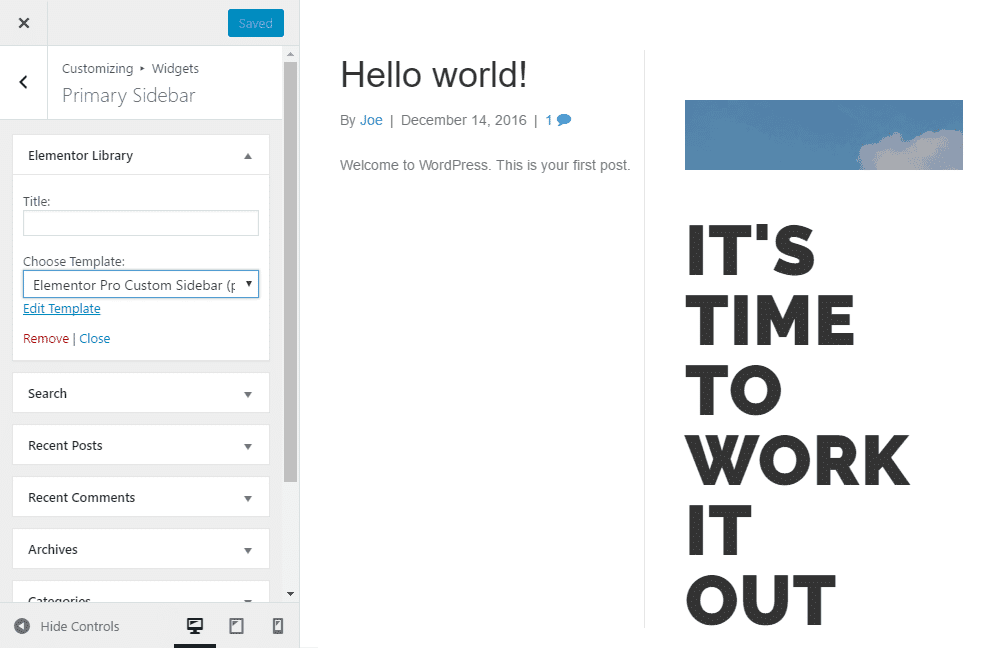 Saved
Customizing ▸ Widgets
Primary Sidebar
Elementor Library
Title:
Choose Template:
Elementor Pro Custom Sidebar (p
Edit Template
Remove | Close
Search
Recent Posts
Recent Comments
Archives
Categories
Hide Controls
Hello world!
By Joe | December 14, 2016 | 1
Welcome to WordPress. This is your first post.
IT'S
TIME
TO
WORK
IT
OUT